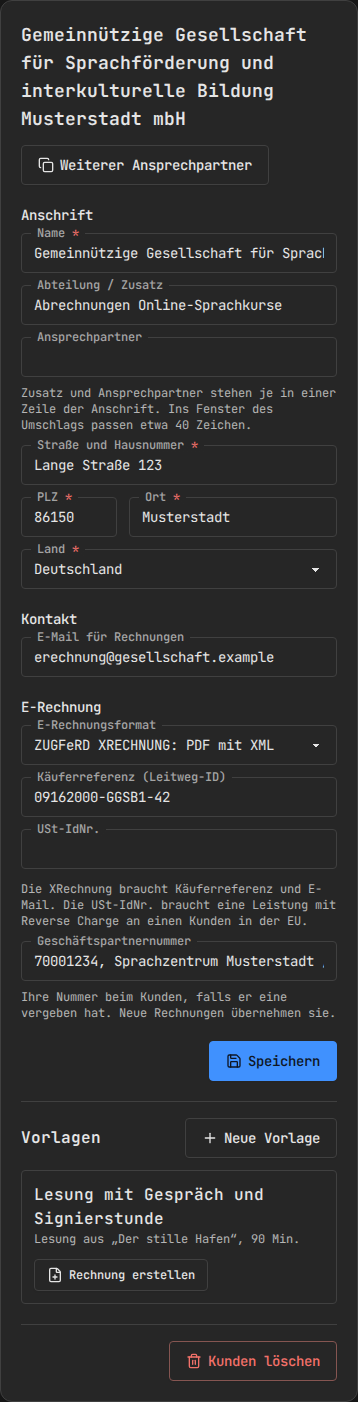 Gemeinnützige Gesellschaft
für Sprachförderung und
interkulturelle Bildung
Musterstadt mbH
Weiterer Ansprechpartner
Anschrift
Name *
Gemeinnützige Gesellschaft für Sprac
Abteilung / Zusatz
Abrechnungen Online-Sprachkurse
Ansprechpartner
Zusatz und Ansprechpartner stehen je in einer
Zeile der Anschrift. Ins Fenster des
Umschlags passen etwa 40 Zeichen.
Straße und Hausnummer *
Lange Straße 123
PLZ * Ort *
86150 Musterstadt
Land *
Deutschland
Kontakt
E-Mail für Rechnungen
erechnung@gesellschaft.example
E-Rechnung
E-Rechnungsformat
ZUGFeRD XRECHNUNG: PDF mit XML
Käuferreferenz (Leitweg-ID)
09162000-GGSB1-42
USt-IdNr.
Die XRechnung braucht Käuferreferenz und E-
Mail. Die USt-IdNr. braucht eine Leistung mit
Reverse Charge an einen Kunden in der EU.
Geschäftspartnernummer
70001234, Sprachzentrum Musterstadt
Ihre Nummer beim Kunden, falls er eine
vergeben hat. Neue Rechnungen übernehmen sie.
Speichern
Vorlagen
Neue Vorlage
Lesung mit Gespräch und
Signierstunde
Lesung aus „Der stille Hafen“, 90 Min.
Rechnung erstellen
Kunden löschen